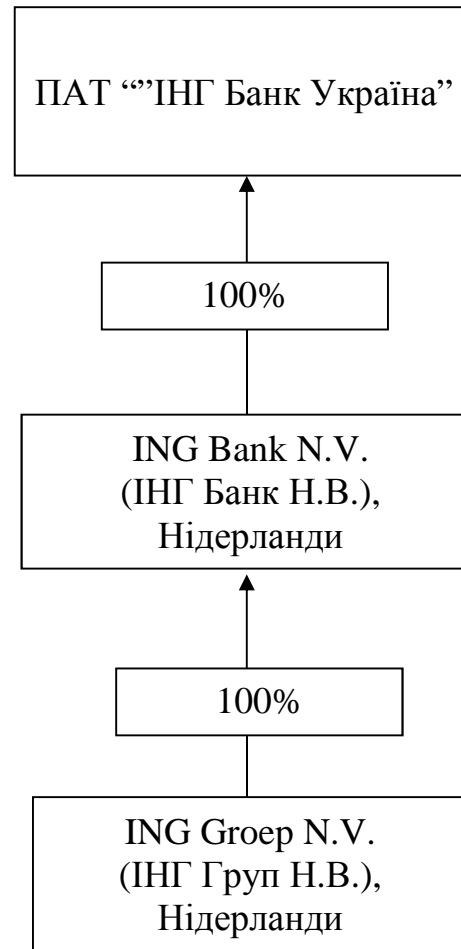 ПАТ “”ІНГ Банк Україна”
100%
ING Bank N.V.
(ІНГ Банк Н.В.),
Нідерланди
100%
ING Groep N.V.
(ІНГ Груп Н.В.),
Нідерланди